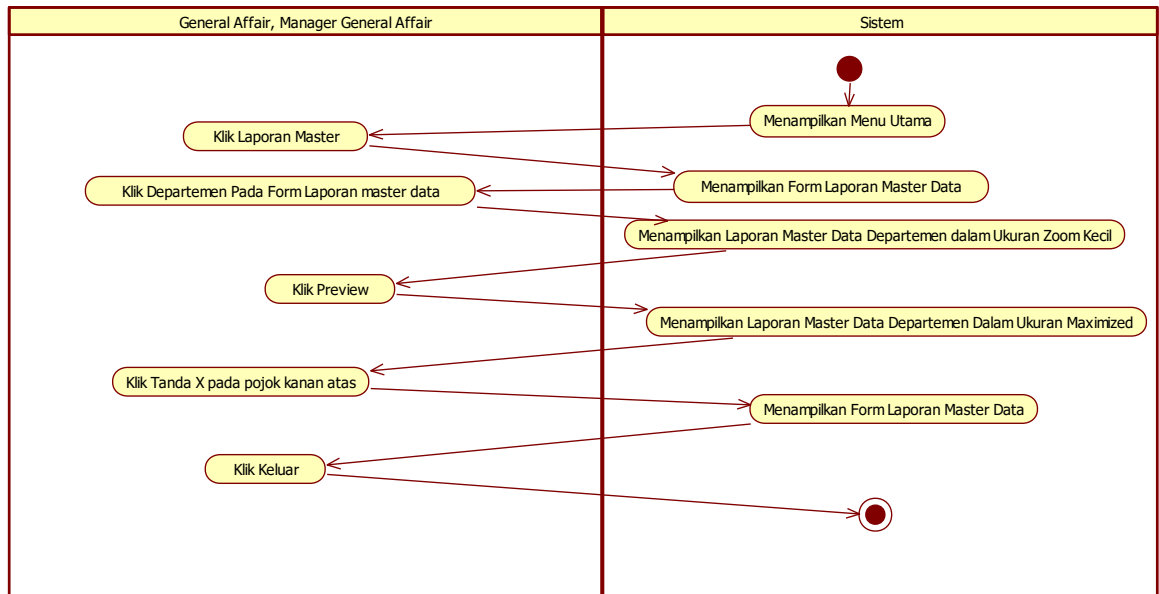 General Affair, Manager General Affair
Sistem
Menampilkan Menu Utama
Klik Laporan Master
Menampilkan Form Laporan Master Data
Klik Departemen Pada Form Laporan master data
Menampilkan Laporan Master Data Departemen dalam Ukuran Zoom Kecil
Klik Preview
Menampilkan Laporan Master Data Departemen Dalam Ukuran Maximized
Klik Tanda X pada pojok kanan atas
Menampilkan Form Laporan Master Data
Klik Keluar